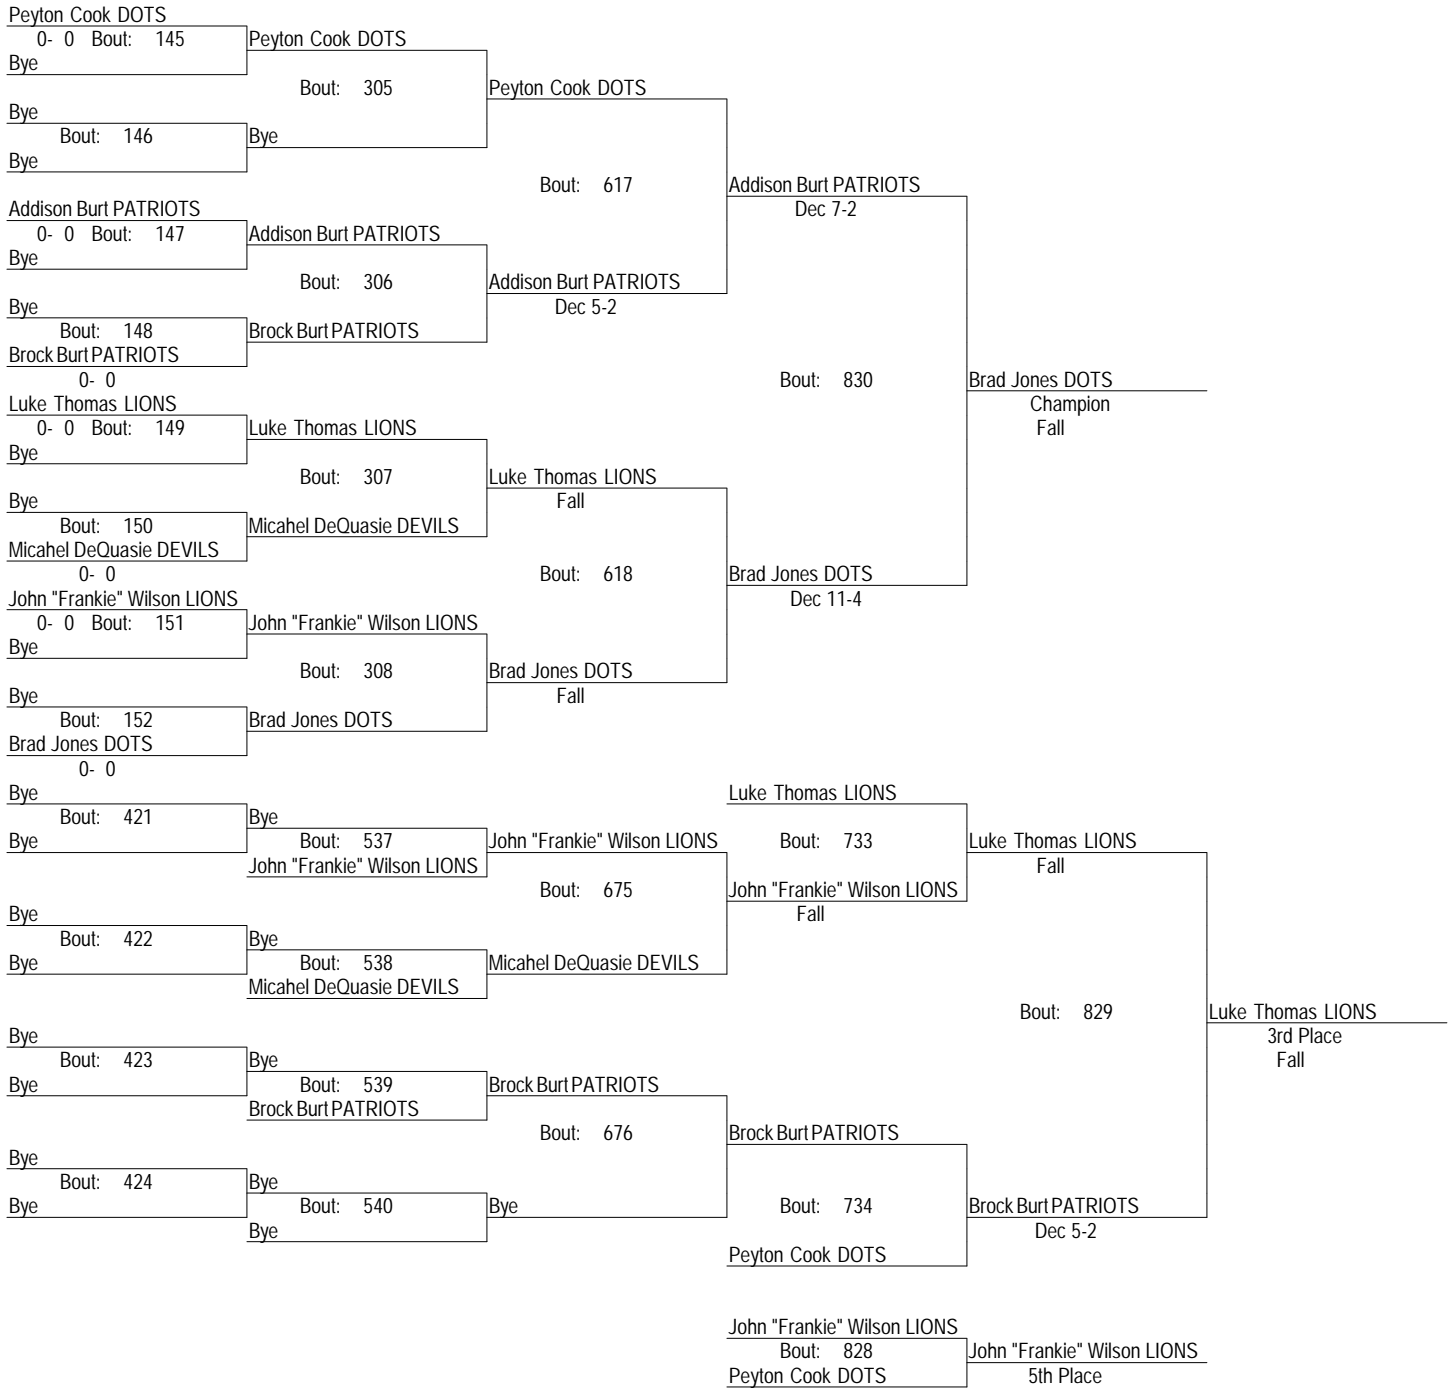 Peyton Cook DOTS
0- 0 Bout: 145
Peyton Cook DOTS
Bye
Bout: 305
Peyton Cook DOTS
Bye
Bout: 146
Bye
Bye
Bout: 617
Addison Burt PATRIOTS
Dec 7-2
Addison Burt PATRIOTS
0- 0 Bout: 147
Addison Burt PATRIOTS
Bye
Bout: 306
Addison Burt PATRIOTS
Dec 5-2
Bye
Bout: 148
Brock Burt PATRIOTS
Brock Burt PATRIOTS
0- 0
Bout: 830
Brad Jones DOTS
Champion
Fall
Luke Thomas LIONS
0- 0 Bout: 149
Luke Thomas LIONS
Bye
Bout: 307
Luke Thomas LIONS
Fall
Bye
Bout: 150
Micahel DeQuasie DEVILS
Micahel DeQuasie DEVILS
0- 0
Bout: 618
Brad Jones DOTS
Dec 11-4
John "Frankie" Wilson LIONS
0- 0 Bout: 151
John "Frankie" Wilson LIONS
Bye
Bout: 308
Brad Jones DOTS
Fall
Bye
Bout: 152
Brad Jones DOTS
Brad Jones DOTS
0- 0
Bye
Bout: 421
Bye
Bye
Bout: 537
John "Frankie" Wilson LIONS
John "Frankie" Wilson LIONS
Luke Thomas LIONS
Bout: 733
Luke Thomas LIONS
Fall
Bout: 675
John "Frankie" Wilson LIONS
Fall
Bye
Bout: 422
Bye
Bye
Bout: 538
Micahel DeQuasie DEVILS
Micahel DeQuasie DEVILS
Bout: 829
Luke Thomas LIONS
3rd Place
Fall
Bye
Bout: 423
Bye
Bye
Bout: 539
Brock Burt PATRIOTS
Brock Burt PATRIOTS
Bout: 676
Brock Burt PATRIOTS
Bye
Bout: 424
Bye
Bye
Bout: 540
Bye
Bye
Bout: 734
Brock Burt PATRIOTS
Dec 5-2
Peyton Cook DOTS
John "Frankie" Wilson LIONS
Bout: 828
John "Frankie" Wilson LIONS
Peyton Cook DOTS
5th Place